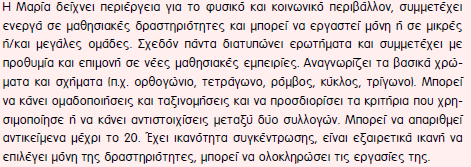 Η Μαρία δείχνει περιέργεια για το φυσικό και κοινωνικό περιβάλλον, συμμετέχει
ενεργά σε μαθησιακές δραστηριότητες και μπορεί να εργαστεί μόνη ή σε μικρές
ή/και μεγάλες ομάδες. Σχεδόν πάντα διατυπώνει ερωτήματα και συμμετέχει με
προθυμία και επιμονή σε νέες μαθησιακές εμπειρίες. Αναγνωρίζει τα βασικά χρώ-
ματα και σχήματα (π.χ. ορθογώνιο, τετράγωνο, ρόμβος, κύκλος, τρίγωνο). Μπορεί
να κάνει ομαδοποιήσεις και ταξινομήσεις και να προσδιορίσει τα κριτήρια που χρη-
σιμοποίησε ή να κάνει αντιστοιχίσεις μεταξύ δύο συλλογών. Μπορεί να απαριθμεί
αντικείμενα μέχρι το 20. Έχει ικανότητα συγκέντρωσης, είναι εξαιρετικά ικανή να
επιλέγει μόνη της δραστηριότητες, μπορεί να ολοκληρώσει τις εργασίες της.